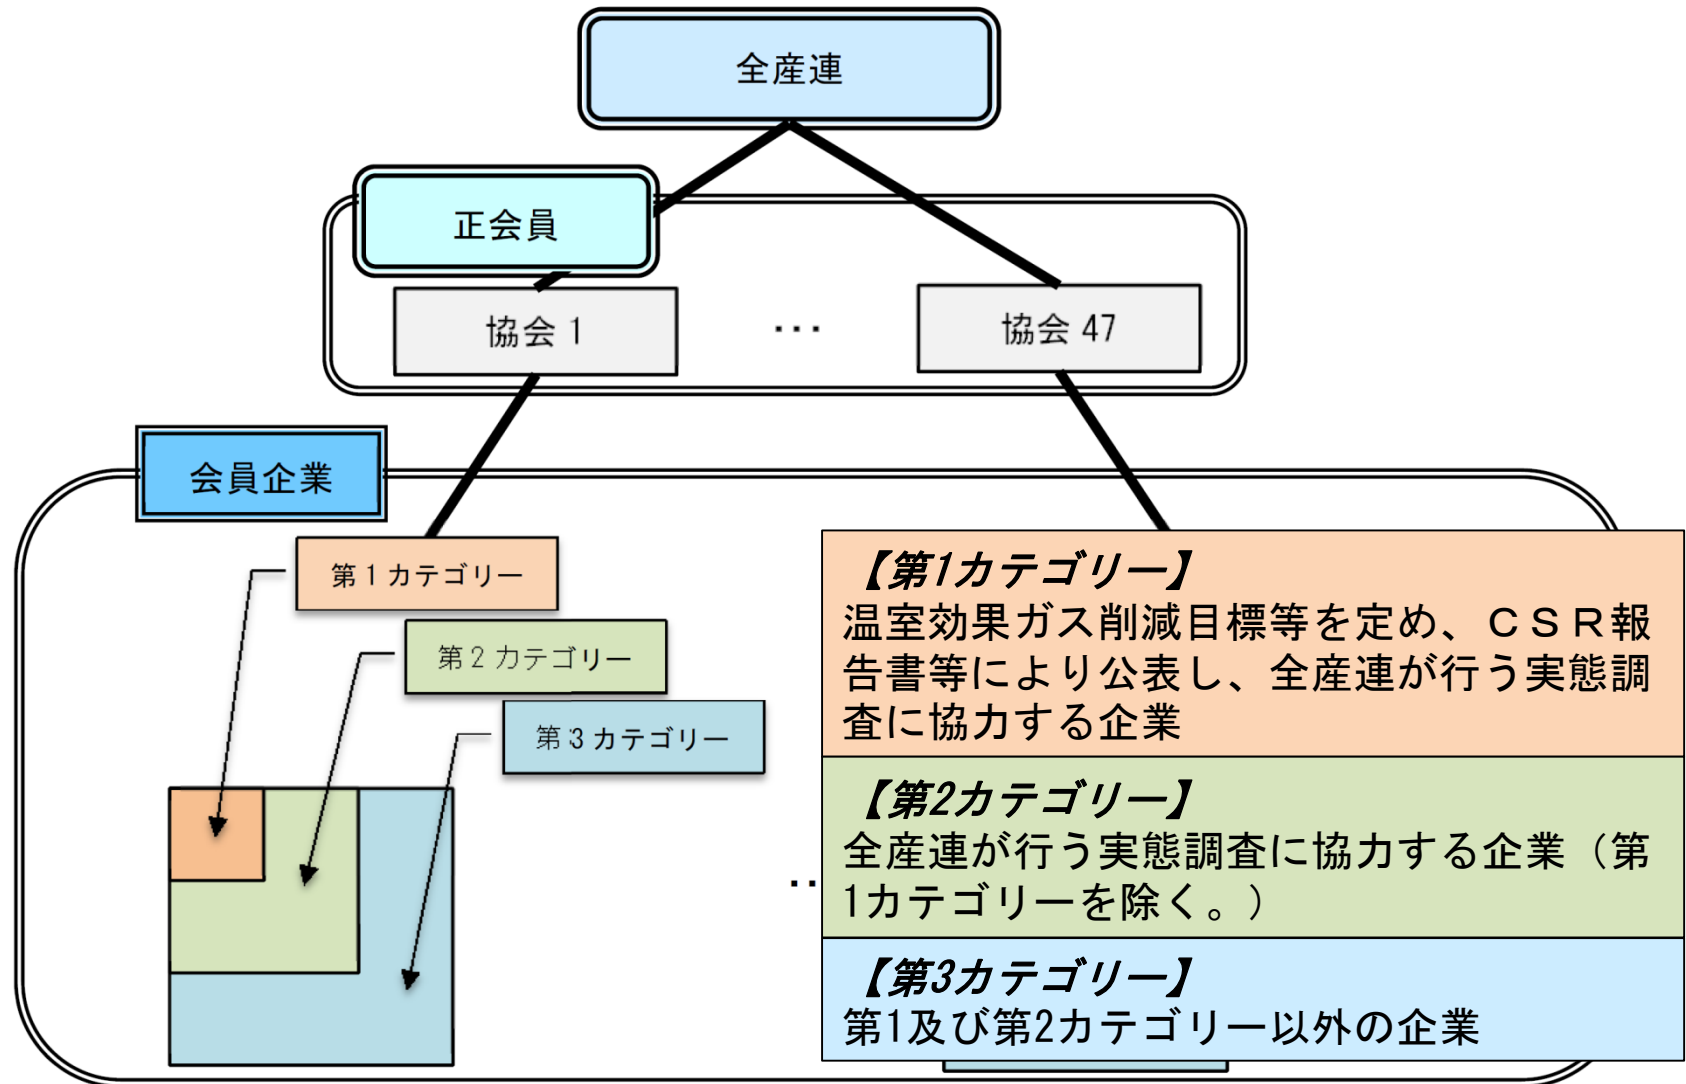 全産連
正会員
協会 1
･･･
協会 47
会員企業
第 1 カテゴリー
第 2 カテゴリー
第 3 カテゴリー
【第1カテゴリー】
温室効果ガス削減目標等を定め、ＣＳＲ報
告書等により公表し、全産連が行う実態調
査に協力する企業
【第2カテゴリー】
全産連が行う実態調査に協力する企業（第
1カテゴリーを除く。）
【第3カテゴリー】
第1及び第2カテゴリー以外の企業